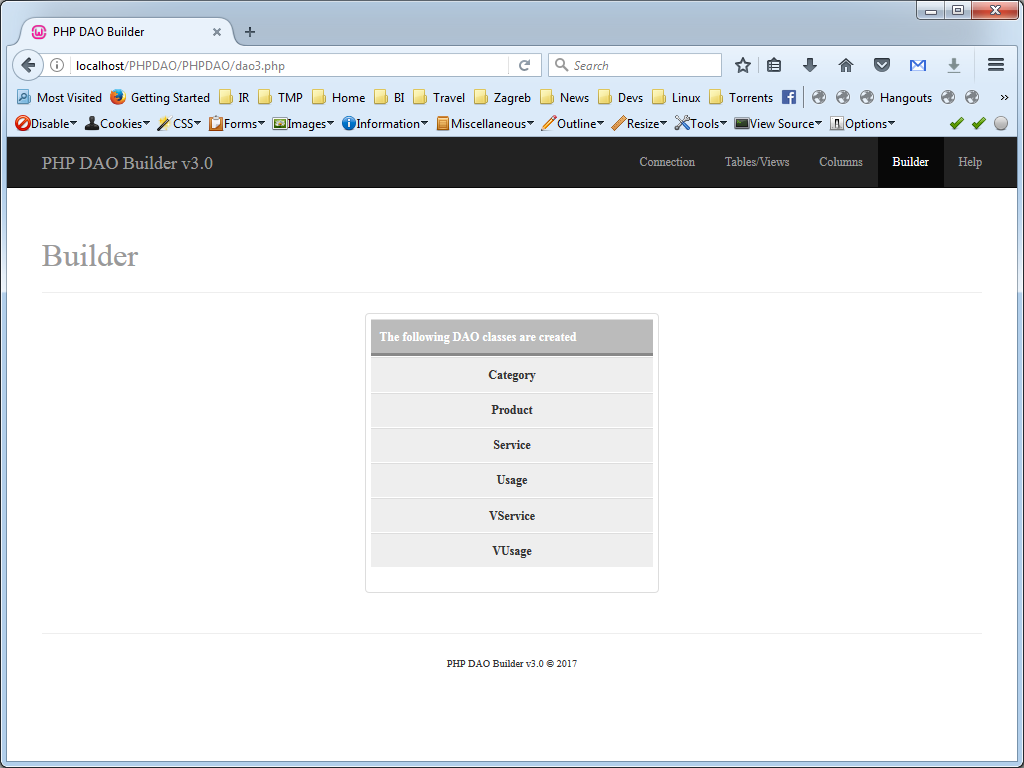 PHP DAO Builder
localhost/PHPDAO/PHPDAO/dao3.php
Search
Most Visited Getting Started IR TMP Home BI Travel Zagreb News Devs Linux Torrents Hangouts
Disable Cookies CSS Forms Images Information Miscellaneous Outline Resize Tools View Source Options
PHP DAO Builder v3.0 Connection Tables/Views Columns Builder Help
Builder
The following DAO classes are created
Category
Product
Service
Usage
VService
VUsage
PHP DAO Builder v3.0 © 2017